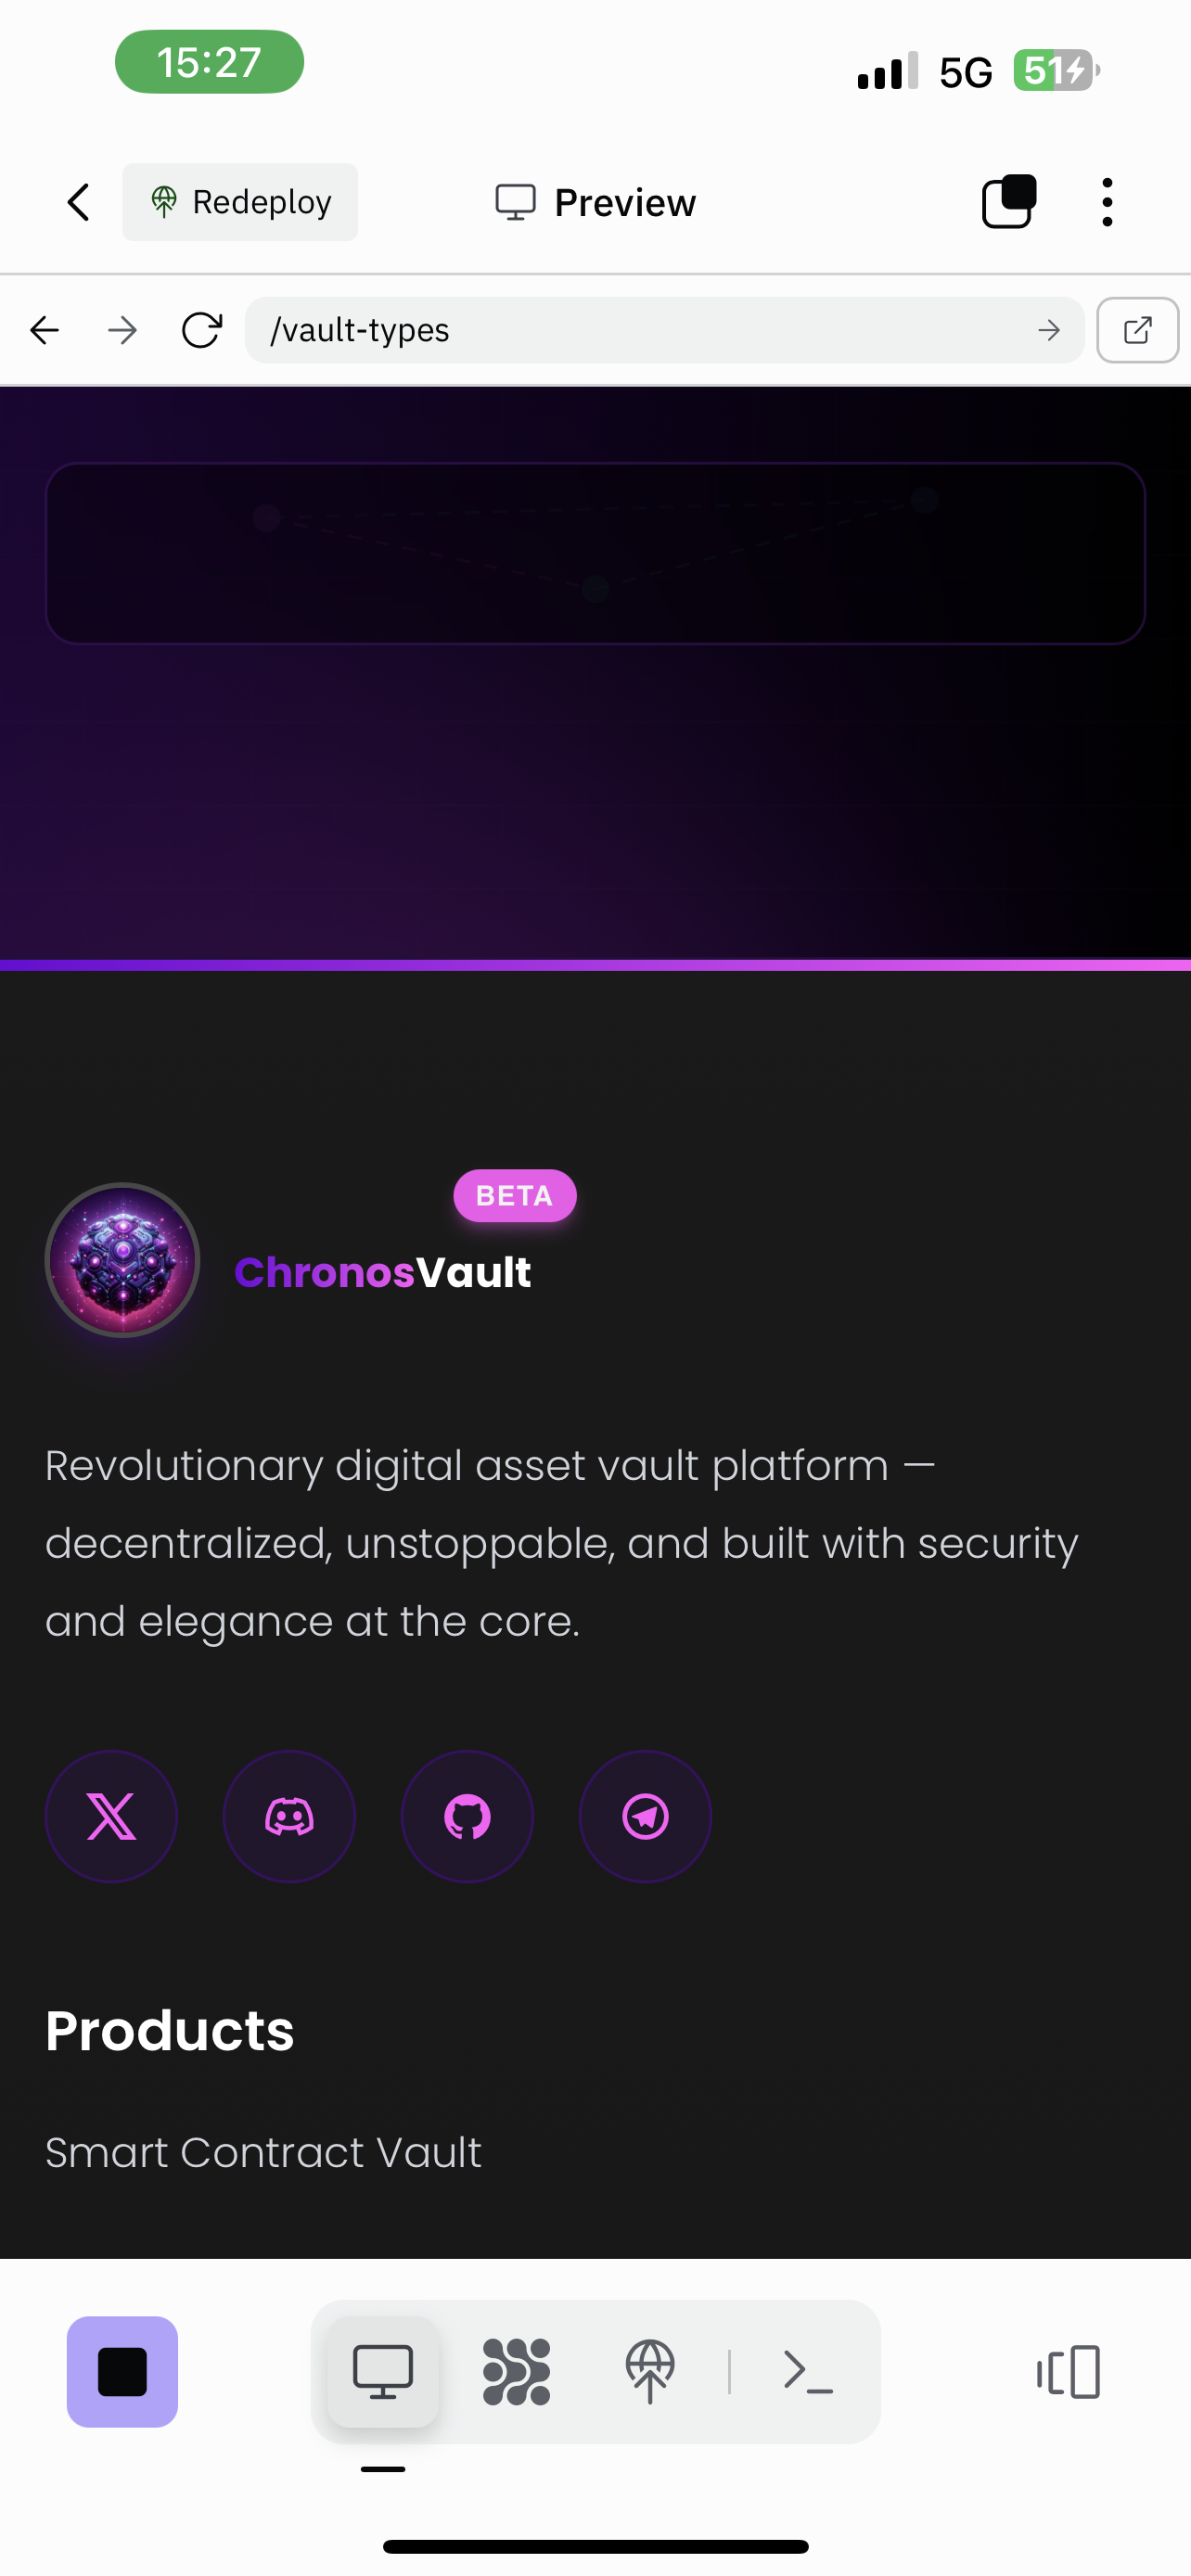 15:27
5G
51
Redeploy
Preview
/vault-types
BETA
ChronosVault
Revolutionary digital asset vault platform —
decentralized, unstoppable, and built with security
and elegance at the core.
Products
Smart Contract Vault